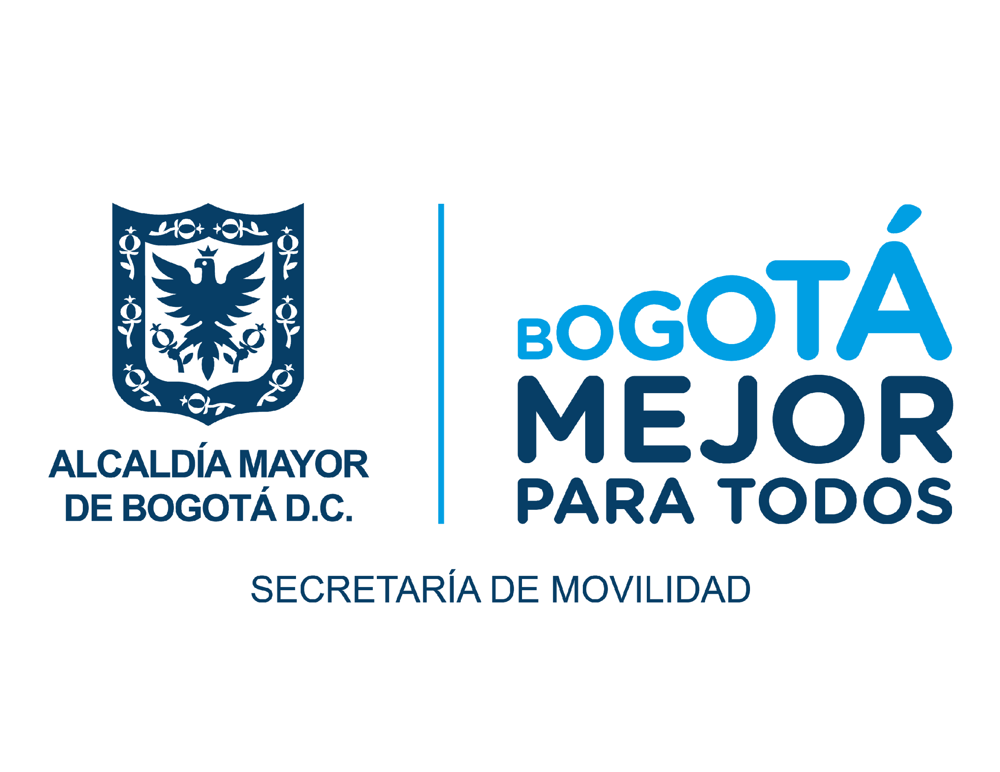 ALCALDÍA MAYOR
DE BOGOTÁ D.C.
BOGOTÁ
MEJOR
PARA TODOS
SECRETARÍA DE MOVILIDAD